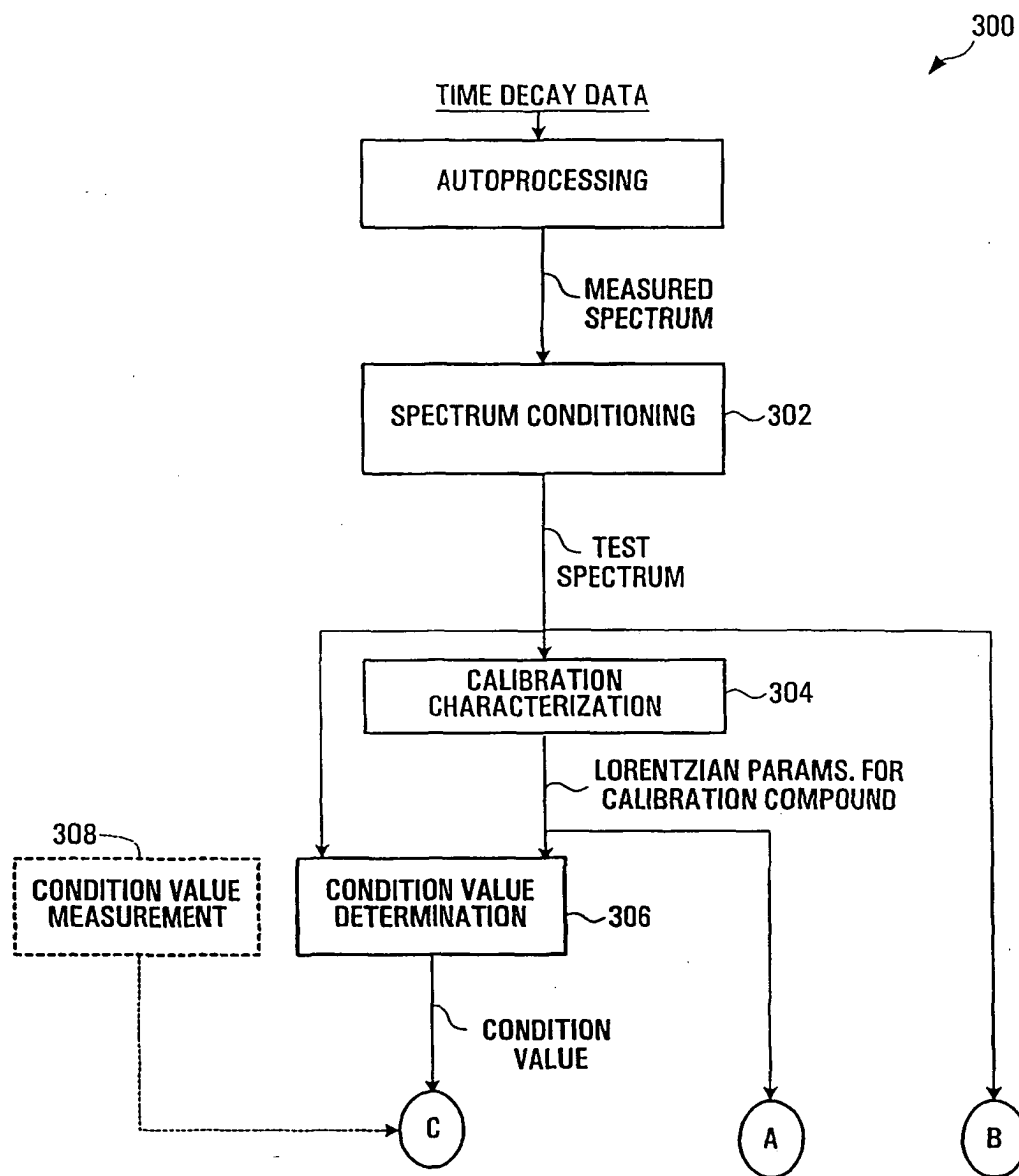 300
TIME DECAY DATA
AUTOPROCESSING
MEASURED
SPECTRUM
SPECTRUM CONDITIONING
302
TEST
SPECTRUM
CALIBRATION
CHARACTERIZATION
304
LORENTZIAN PARAMS. FOR
CALIBRATION COMPOUND
308
CONDITION VALUE
MEASUREMENT
CONDITION VALUE
DETERMINATION
306
CONDITION
VALUE
C
A
B